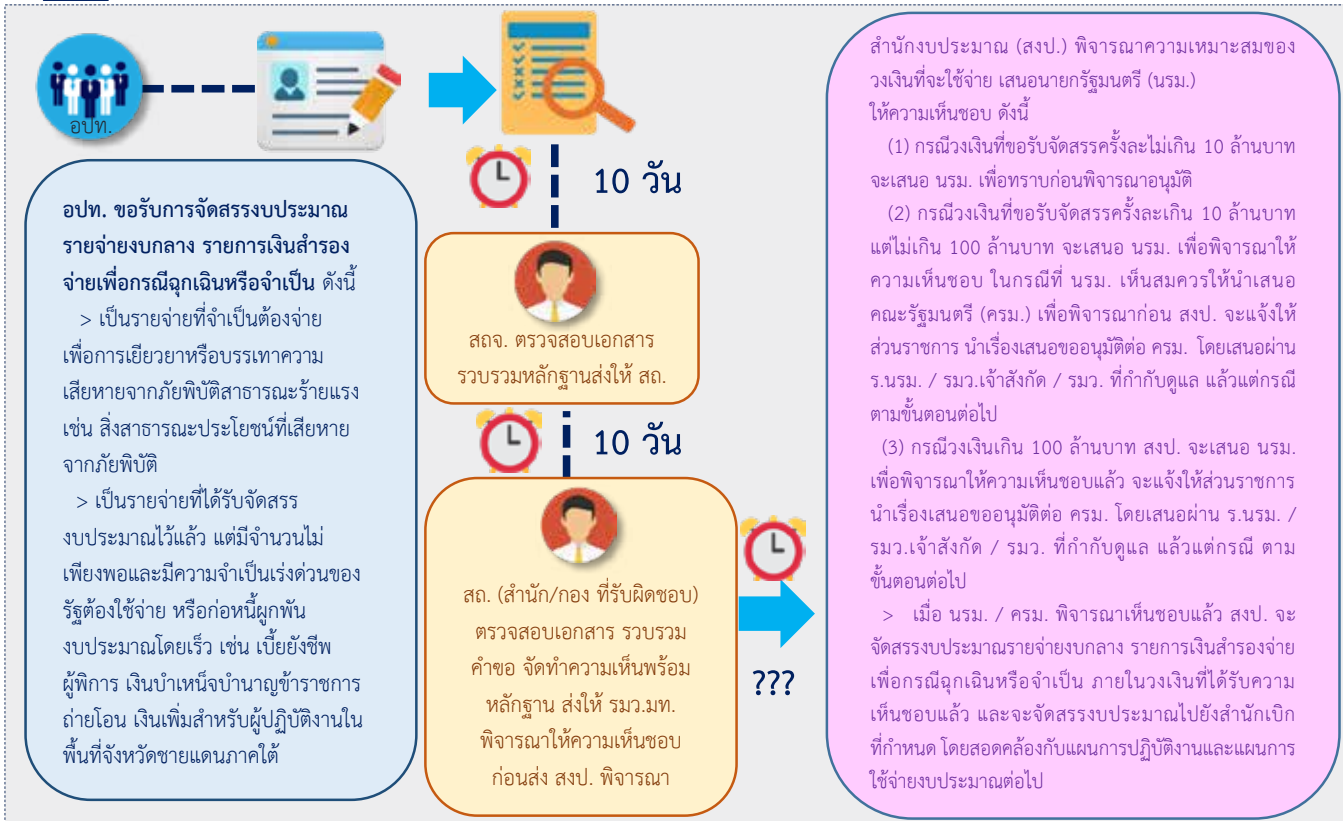 อปท.
อปท. ขอรับการจัดสรรงบประมาณ
รายจ่ายงบกลาง รายการเงินสำรอง
จ่ายเพื่อกรณีฉุกเฉินหรือจำเป็น ดังนี้
> เป็นรายจ่ายที่จำเป็นต้องจ่าย
เพื่อการเยียวยาหรือบรรเทาความ
เสียหายจากภัยพิบัติสาธารณะร้ายแรง
เช่น สิ่งสาธารณะประโยชน์ที่เสียหาย
จากภัยพิบัติ
> เป็นรายจ่ายที่ได้รับจัดสรร
งบประมาณไว้แล้ว แต่มีจำนวนไม่
เพียงพอและมีความจำเป็นเร่งด่วนของ
รัฐต้องใช้จ่าย หรือก่อหนี้ผูกพัน
งบประมาณโดยเร็ว เช่น เบี้ยยังชีพ
ผู้พิการ เงินบำเหน็จบำนาญข้าราชการ
ถ่ายโอน เงินเพิ่มสำหรับผู้ปฏิบัติงานใน
พื้นที่จังหวัดชายแดนภาคใต้
10 วัน
สถจ. ตรวจสอบเอกสาร
รวบรวมหลักฐานส่งให้ สถ.
10 วัน
สถ. (สำนัก/กอง ที่รับผิดชอบ)
ตรวจสอบเอกสาร รวบรวม
คำขอ จัดทำความเห็นพร้อม
หลักฐาน ส่งให้ รมว.มท.
พิจารณาให้ความเห็นชอบ
ก่อนส่ง สงป. พิจารณา
???
สำนักงบประมาณ (สงป.) พิจารณาความเหมาะสมของ
วงเงินที่จะใช้จ่าย เสนอนายกรัฐมนตรี (นรม.)
ให้ความเห็นชอบ ดังนี้
(1) กรณีวงเงินที่ขอรับจัดสรรครั้งละไม่เกิน 10 ล้านบาท
จะเสนอ นรม. เพื่อทราบก่อนพิจารณาอนุมัติ
(2) กรณีวงเงินที่ขอรับจัดสรรครั้งละเกิน 10 ล้านบาท
แต่ไม่เกิน 100 ล้านบาท จะเสนอ นรม. เพื่อพิจารณาให้
ความเห็นชอบ ในกรณีที่ นรม. เห็นสมควรให้นำเสนอ
คณะรัฐมนตรี (ครม.) เพื่อพิจารณาก่อน สงป. จะแจ้งให้
ส่วนราชการ นำเรื่องเสนอขออนุมัติต่อ ครม. โดยเสนอผ่าน
ร.นรม. / รมว.เจ้าสังกัด / รมว. ที่กำกับดูแล แล้วแต่กรณี
ตามขั้นตอนต่อไป
(3) กรณีวงเงินเกิน 100 ล้านบาท สงป. จะเสนอ นรม.
เพื่อพิจารณาให้ความเห็นชอบแล้ว จะแจ้งให้ส่วนราชการ
นำเรื่องเสนอขออนุมัติต่อ ครม. โดยเสนอผ่าน ร.นรม. /
รมว.เจ้าสังกัด / รมว. ที่กำกับดูแล แล้วแต่กรณี ตาม
ขั้นตอนต่อไป
> เมื่อ นรม. / ครม. พิจารณาเห็นชอบแล้ว สงป. จะ
จัดสรรงบประมาณรายจ่ายงบกลาง รายการเงินสำรองจ่าย
เพื่อกรณีฉุกเฉินหรือจำเป็น ภายในวงเงินที่ได้รับความ
เห็นชอบแล้ว และจะจัดสรรงบประมาณไปยังสำนักเบิก
ที่กำหนด โดยสอดคล้องกับแผนการปฏิบัติงานและแผนการ
ใช้จ่ายงบประมาณต่อไป